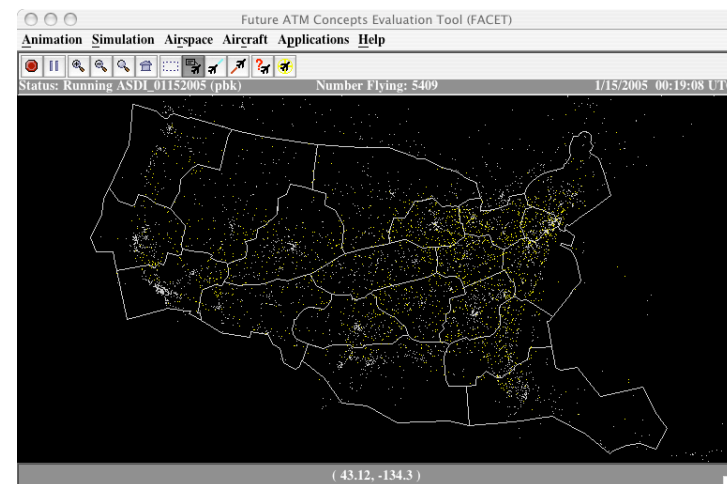 Future ATM Concepts Evaluation Tool (FACET)
Animation Simulation Airspace Aircraft Applications Help
Status: Running ASDI_01152005 (pbk) Number Flying: 5409 1/15/2005 00:19:08 UT
( 43.12, -134.3 )